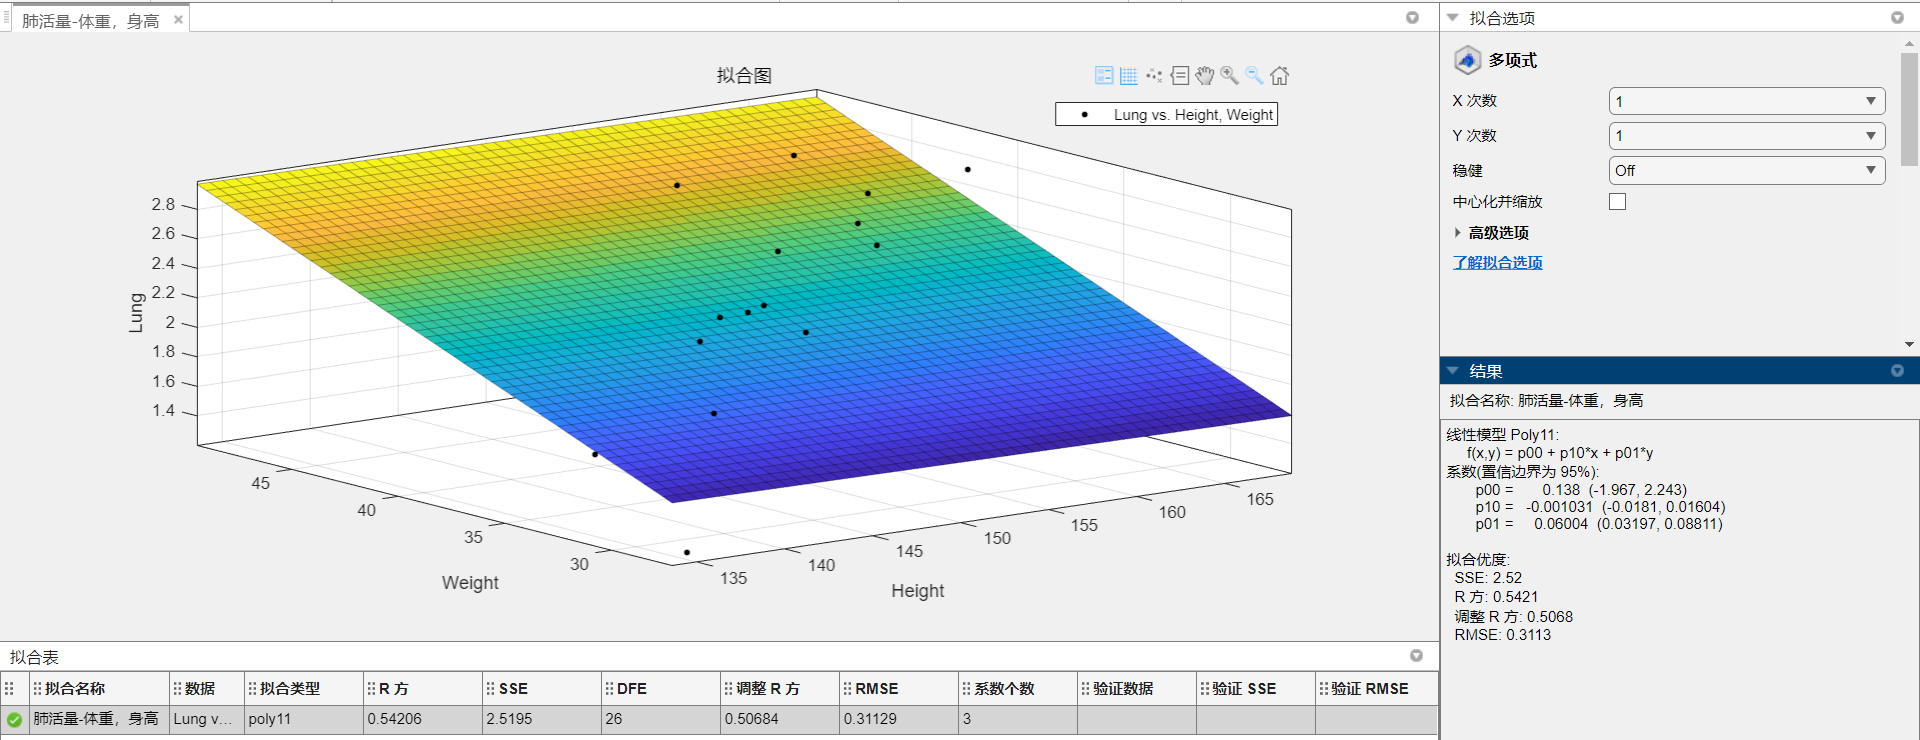 肺活量-体重，身高
拟合图
Lung vs. Height, Weight
2.8
2.6
2.4
2.2
2
1.8
1.6
1.4
Lung
45
40
35
30
Weight
135
140
145
150
155
160
165
Height
拟合选项
多项式
X 次数 1
Y 次数 1
稳健 Off
中心化并缩放
高级选项
了解拟合选项
结果
拟合名称: 肺活量-体重，身高
线性模型 Poly11:
f(x,y) = p00 + p10*x + p01*y
系数(置信边界为 95%):
p00 = 0.138 (-1.967, 2.243)
p10 = -0.001031 (-0.0181, 0.01604)
p01 = 0.06004 (0.03197, 0.08811)
拟合优度:
SSE: 2.52
R 方: 0.5421
调整 R 方: 0.5068
RMSE: 0.3113
拟合表
拟合名称 数据 拟合类型 R 方 SSE DFE 调整 R 方 RMSE 系数个数 验证数据 验证 SSE 验证 RMSE
肺活量-体重，身高 Lung v... poly11 0.54206 2.5195 26 0.50684 0.31129 3